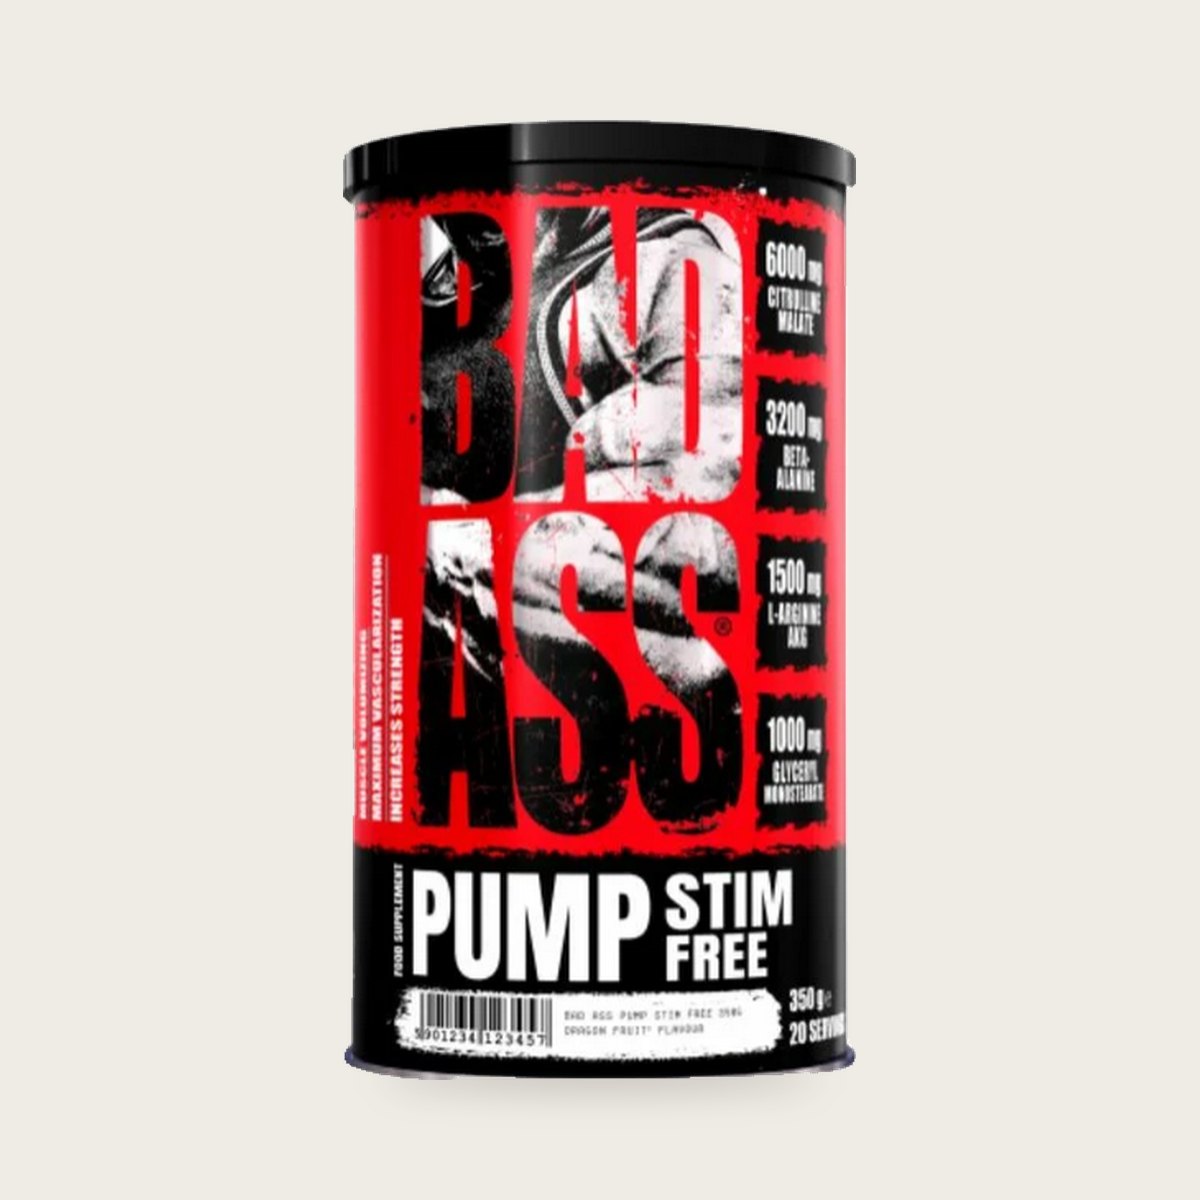 BAD
ASS
®
6000 mg
CITRULLINE
MALATE
3200 mg
BETA-
ALANINE
1500 mg
L-ARGININE
AKG
1000 mg
GLYCERYL
MONOSTEARATE
MUSCLE VOLUMIZING
MAXIMUM VASCULARIZATION
INCREASES STRENGTH
FOOD SUPPLEMENT
PUMP
STIM
FREE
5901234 123457
BAD ASS PUMP STIM FREE 350G
DRAGON FRUIT FLAVOUR
350 g e
20